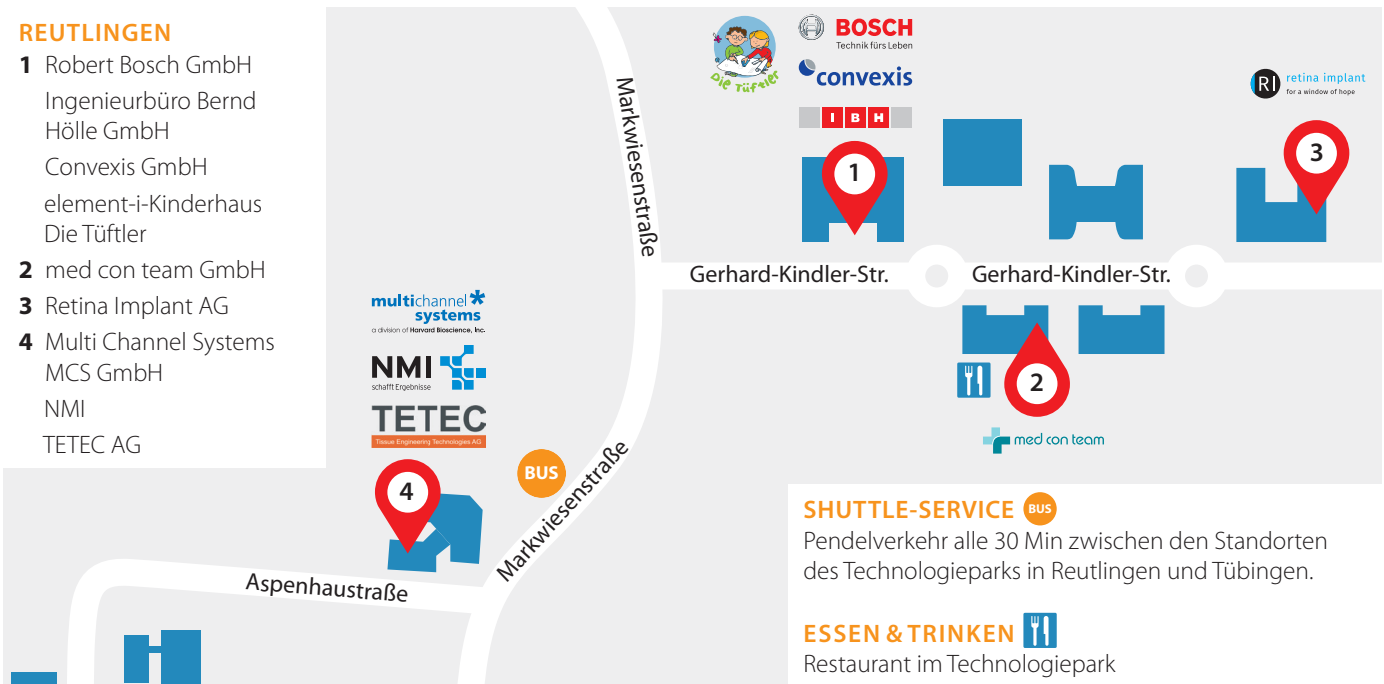 REUTLINGEN
1 Robert Bosch GmbH
Ingenieurbüro Bernd
Hölle GmbH
Convexis GmbH
element-i-Kinderhaus
Die Tüftler
2 med con team GmbH
3 Retina Implant AG
4 Multi Channel Systems
MCS GmbH
NMI
TETEC AG
Die Tüftler
BOSCH
Technik fürs Leben
convexis
IBH
RI retina implant
for a window of hope
1
3
Markwiesenstraße
Gerhard-Kindler-Str.
Gerhard-Kindler-Str.
multichannel
systems
a division of Harvard Bioscience, Inc.
NMI
schafft Ergebnisse
TETEC
Tissue Engineering Technologies AG
2
med con team
BUS
4
Markwiesenstraße
Aspenhaustraße
SHUTTLE-SERVICE BUS
Pendelverkehr alle 30 Min zwischen den Standorten
des Technologieparks in Reutlingen und Tübingen.
ESSEN & TRINKEN
Restaurant im Technologiepark